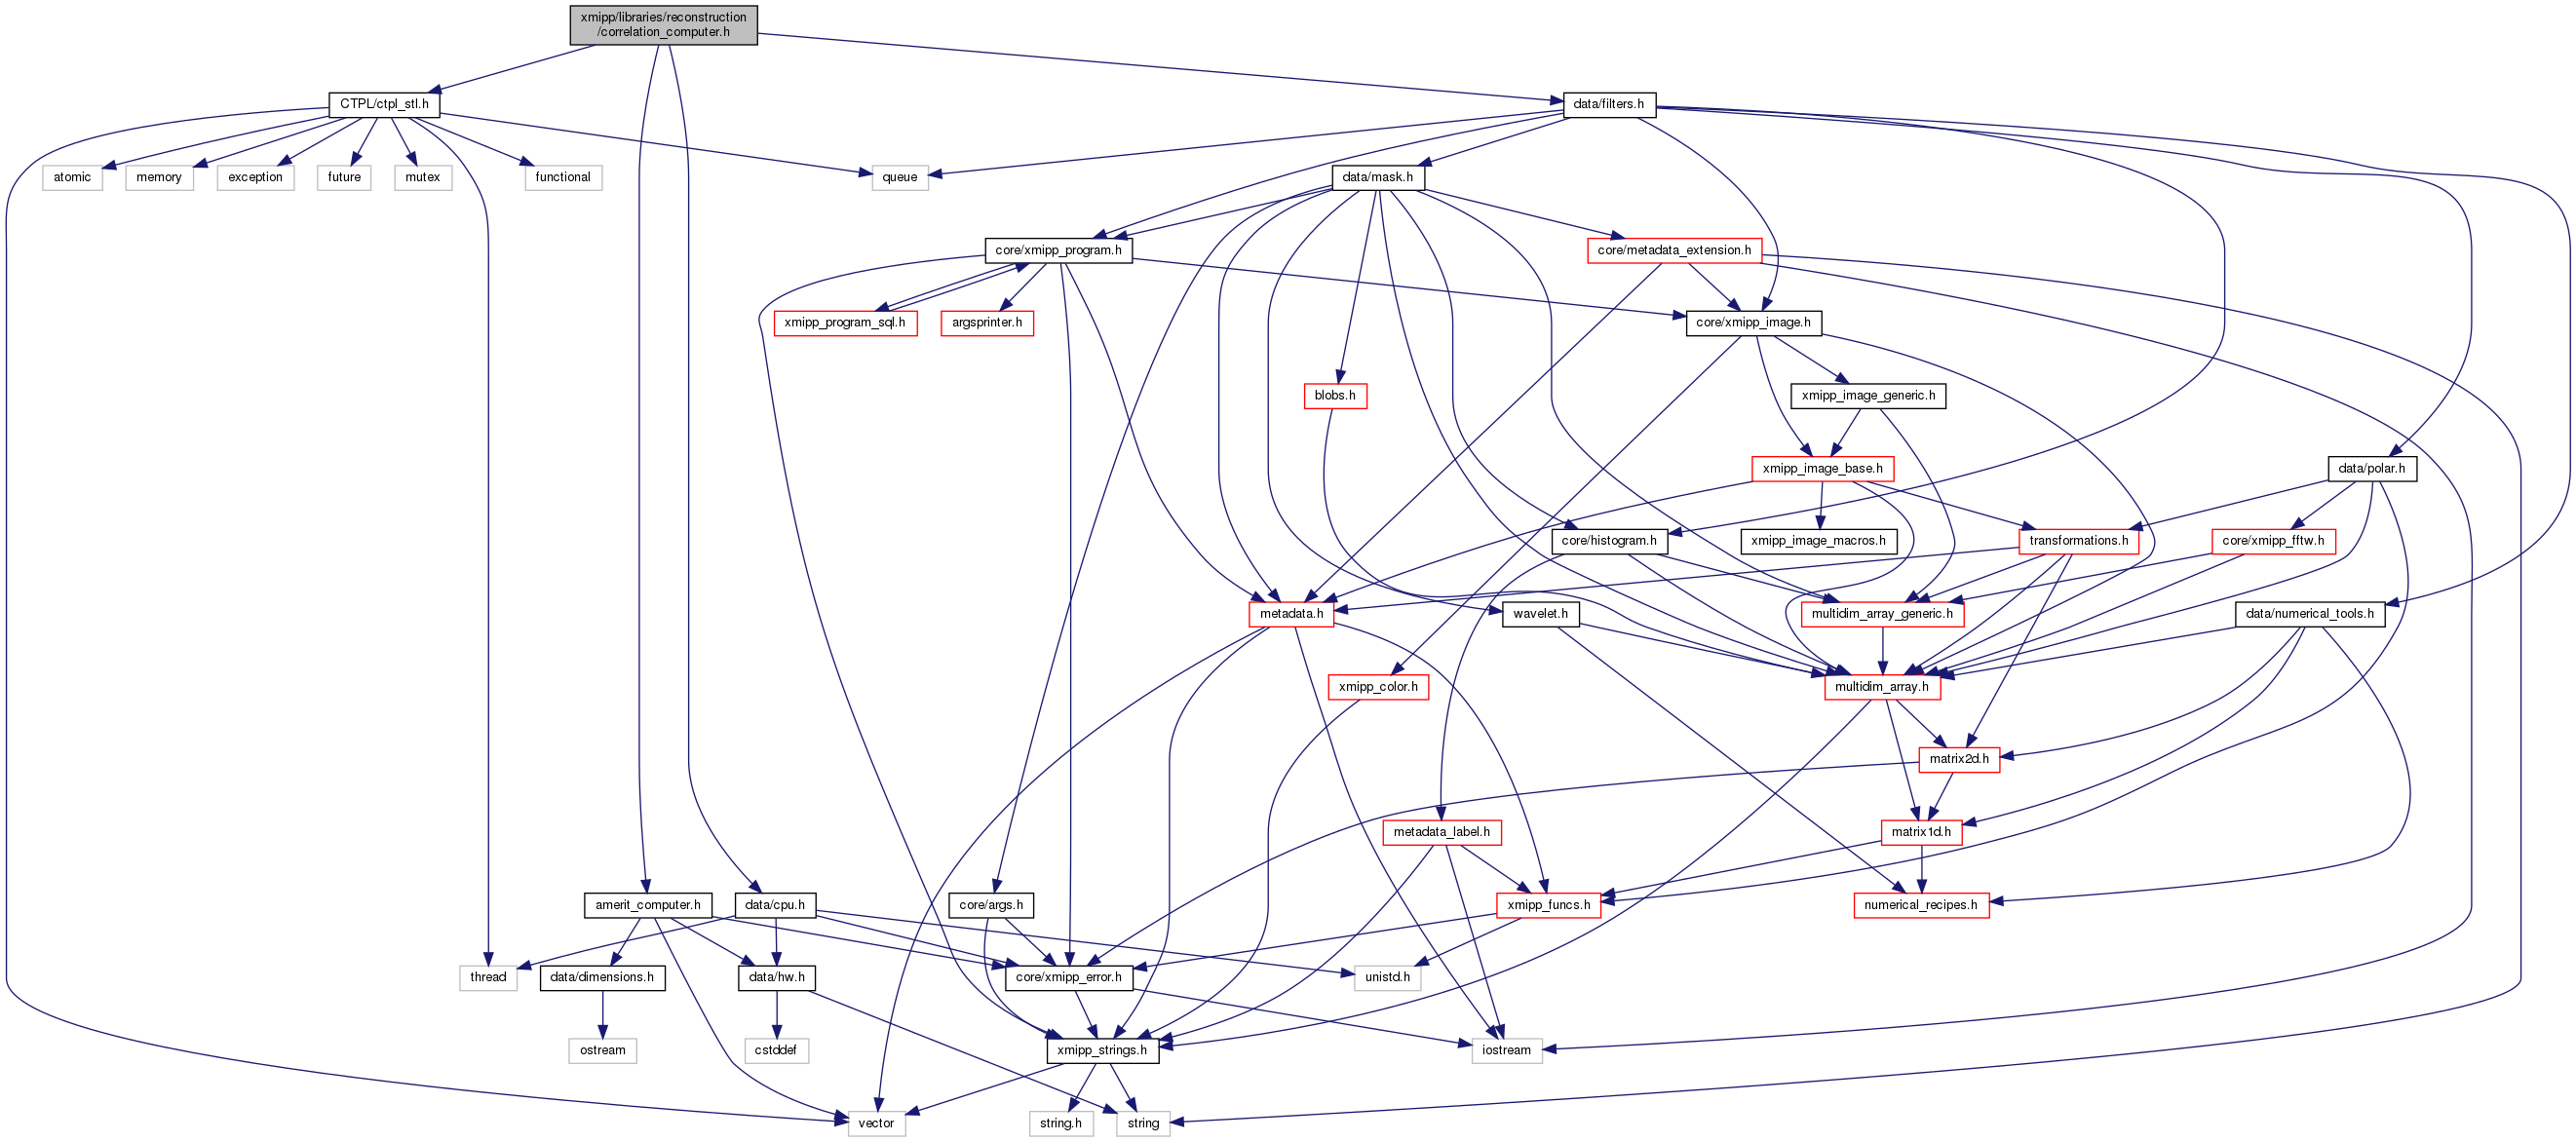 xmipp/libraries/reconstruction
/correlation_computer.h
CTPL/ctpl_stl.h
data/filters.h
atomic
memory
exception
future
mutex
functional
queue
data/mask.h
core/xmipp_program.h
core/metadata_extension.h
xmipp_program_sql.h
argsprinter.h
core/xmipp_image.h
blobs.h
xmipp_image_generic.h
xmipp_image_base.h
data/polar.h
core/histogram.h
xmipp_image_macros.h
transformations.h
core/xmipp_fftw.h
metadata.h
wavelet.h
multidim_array_generic.h
data/numerical_tools.h
xmipp_color.h
multidim_array.h
matrix2d.h
metadata_label.h
matrix1d.h
amerit_computer.h
data/cpu.h
core/args.h
xmipp_funcs.h
numerical_recipes.h
thread
data/dimensions.h
data/hw.h
core/xmipp_error.h
unistd.h
ostream
cstddef
xmipp_strings.h
iostream
vector
string.h
string